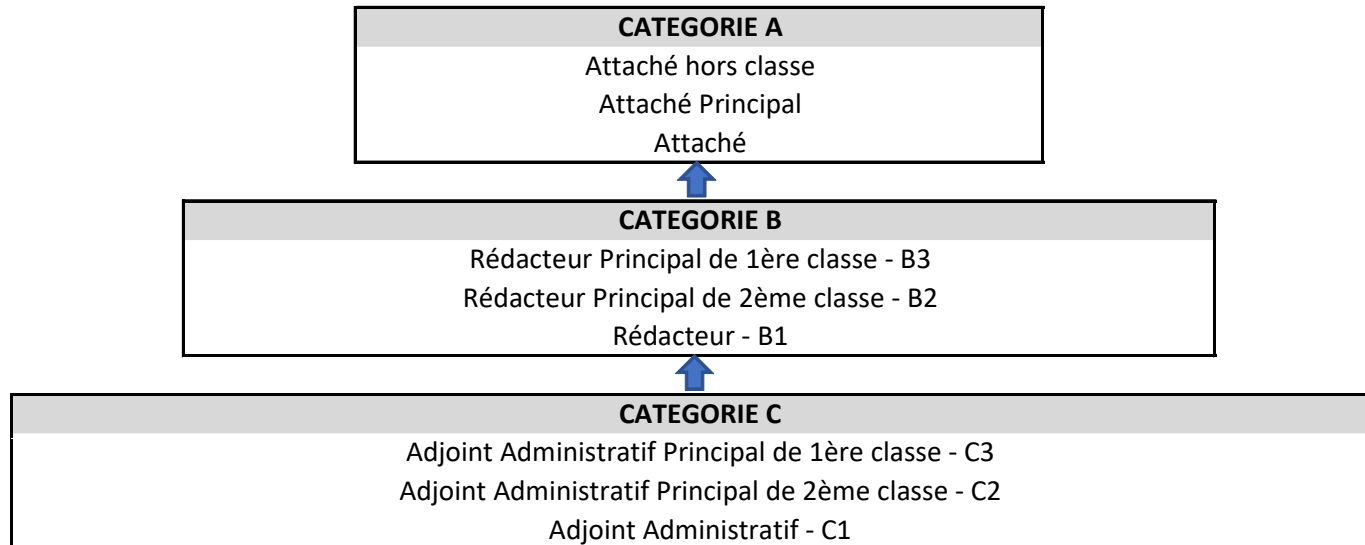 CATEGORIE A
Attaché hors classe
Attaché Principal
Attaché
CATEGORIE B
Rédacteur Principal de 1ère classe - B3
Rédacteur Principal de 2ème classe - B2
Rédacteur - B1
CATEGORIE C
Adjoint Administratif Principal de 1ère classe - C3
Adjoint Administratif Principal de 2ème classe - C2
Adjoint Administratif - C1